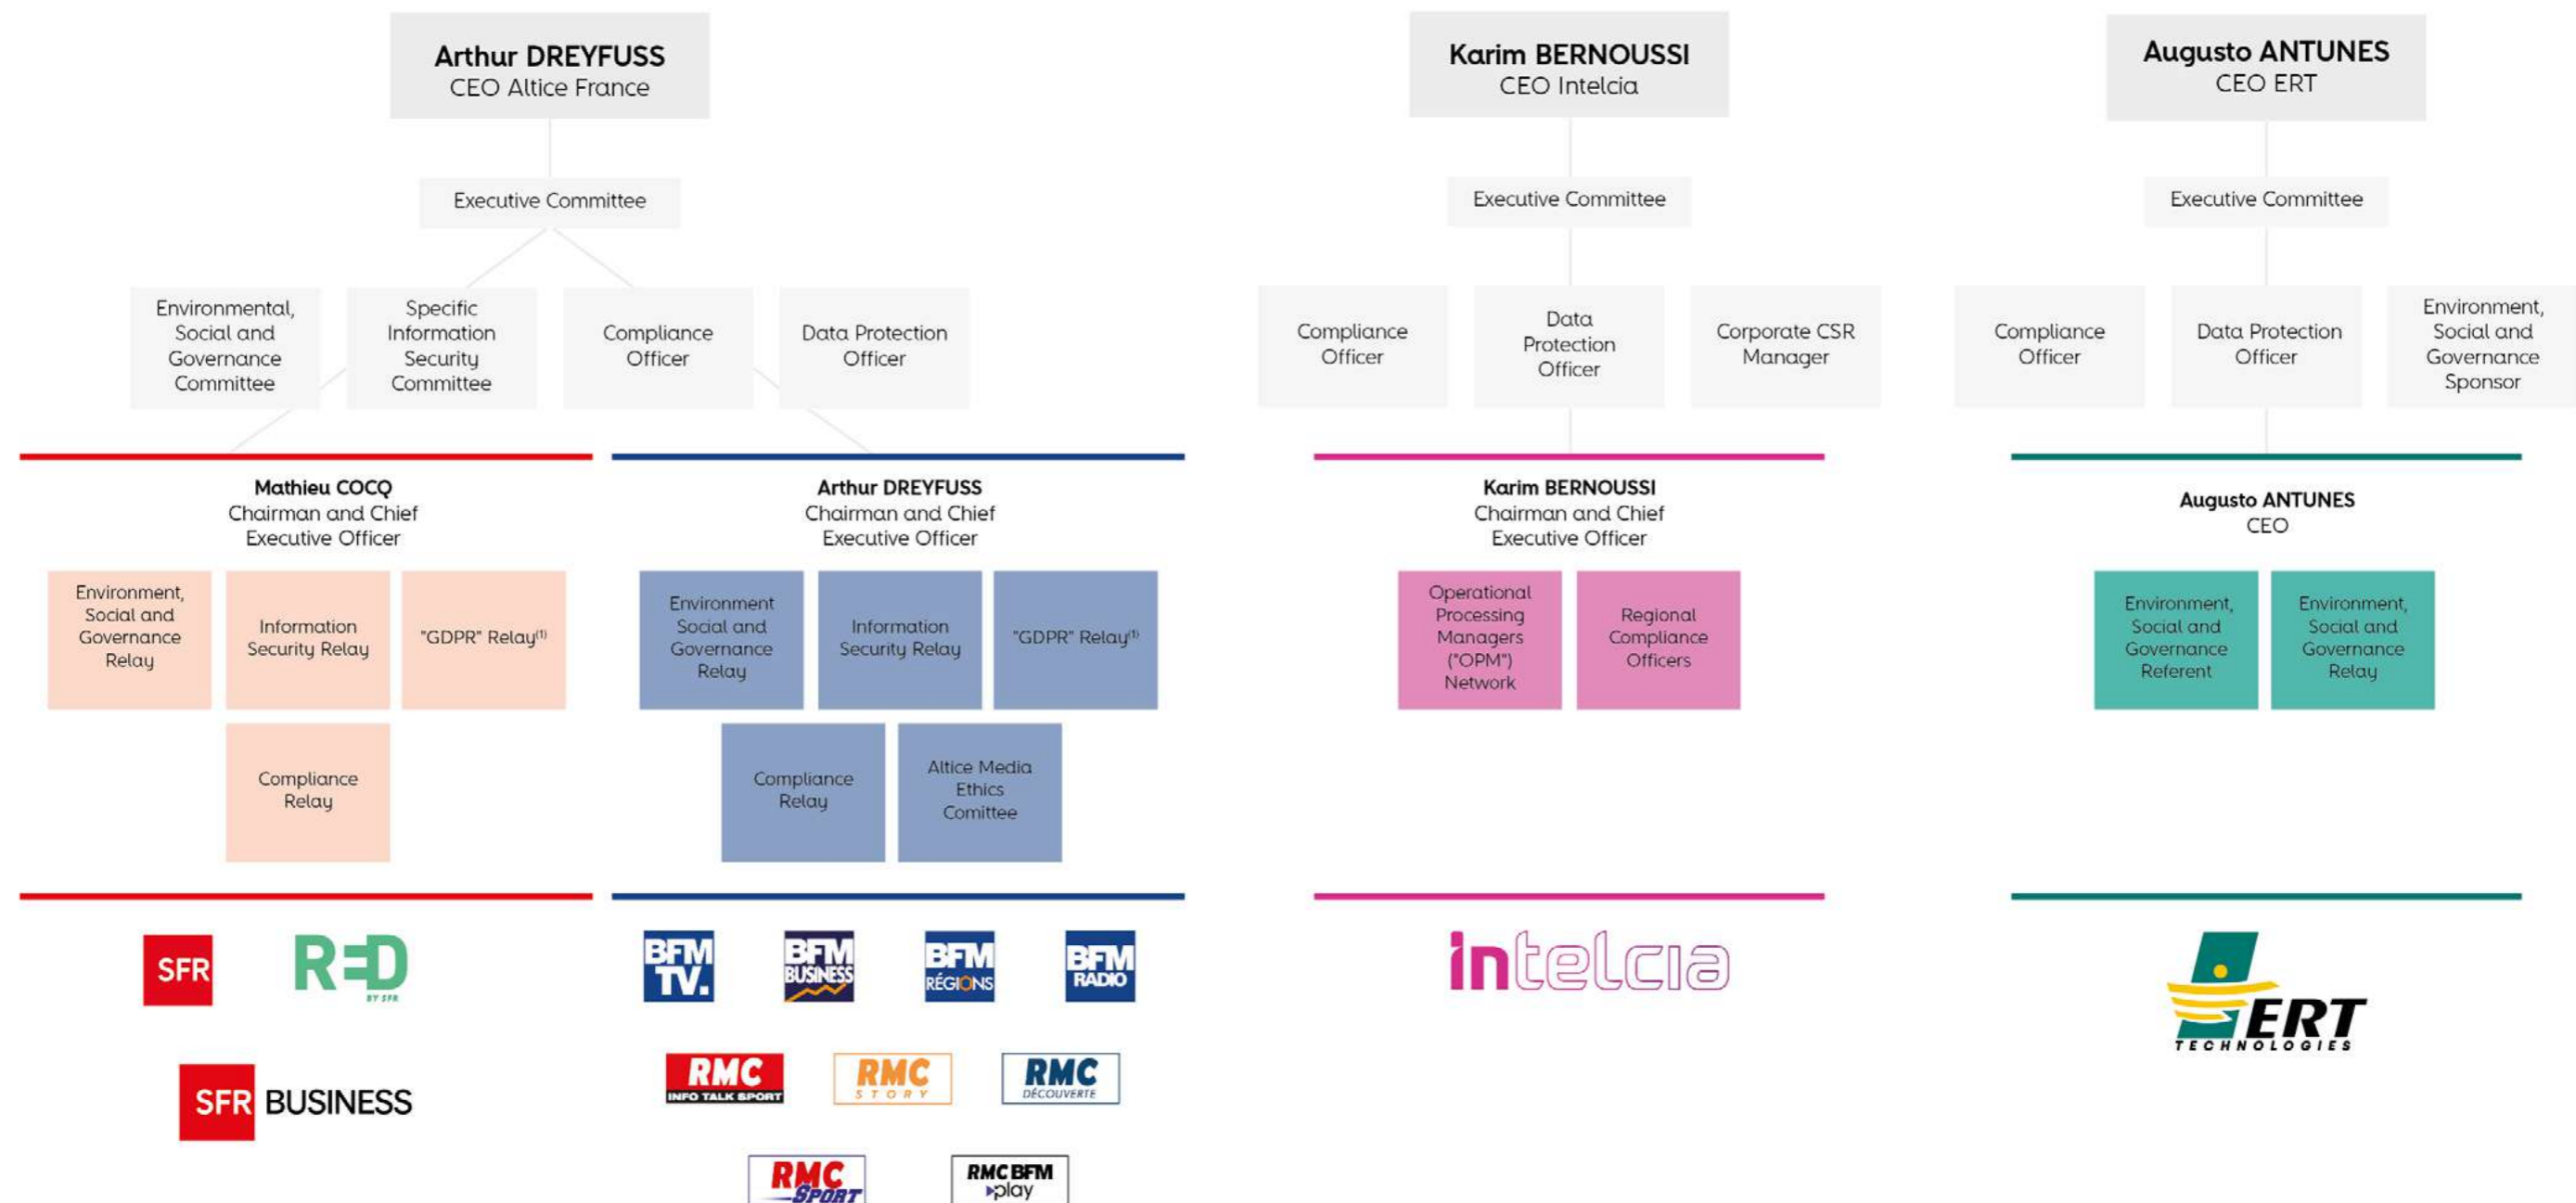 Arthur DREYFUSS
CEO Altice France
Executive Committee
Environmental,
Social and
Governance
Committee
Specific
Information
Security
Committee
Compliance
Officer
Data Protection
Officer
Mathieu COCQ
Chairman and Chief
Executive Officer
Environment,
Social and
Governance
Relay
Information
Security Relay
"GDPR" Relay⁽¹⁾
Compliance
Relay
SFR
RED
BY SFR
SFR BUSINESS
Arthur DREYFUSS
Chairman and Chief
Executive Officer
Environment
Social and
Governance
Relay
Information
Security Relay
"GDPR" Relay⁽¹⁾
Compliance
Relay
Altice Media
Ethics
Comittee
BFM
TV.
BFM
BUSINESS
BFM
RÉGIONS
BFM
RADIO
RMC
INFO TALK SPORT
RMC
STORY
RMC
DÉCOUVERTE
RMC
SPORT
RMC BFM
play
Karim BERNOUSSI
CEO Intelcia
Executive Committee
Compliance
Officer
Data
Protection
Officer
Corporate CSR
Manager
Karim BERNOUSSI
Chairman and Chief
Executive Officer
Operational
Processing
Managers
("OPM")
Network
Regional
Compliance
Officers
intelcia
Augusto ANTUNES
CEO ERT
Executive Committee
Compliance
Officer
Data Protection
Officer
Environment,
Social and
Governance
Sponsor
Augusto ANTUNES
CEO
Environment,
Social and
Governance
Referent
Environment,
Social and
Governance
Relay
ERT
TECHNOLOGIES